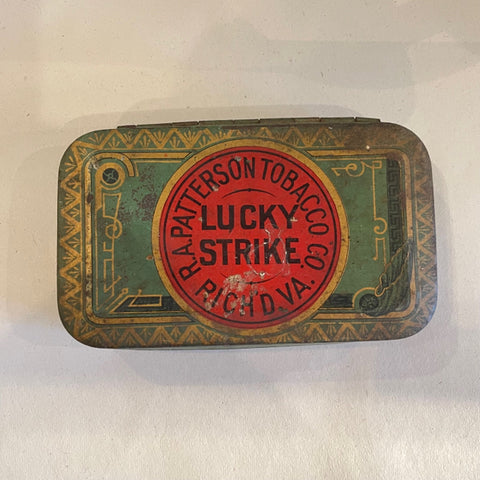 R.A. PATTERSON TOBACCO CO
LUCKY
STRIKE
RICH'D, VA.